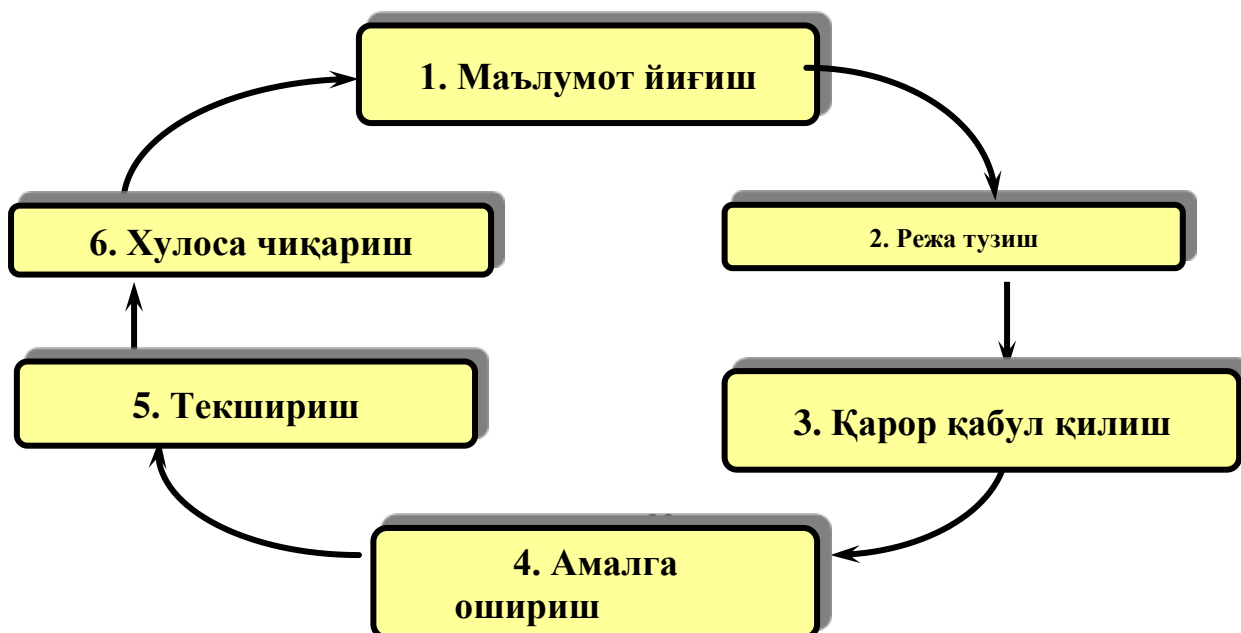 1. Маълумот йиғиш
2. Режа тузиш
3. Қарор қабул қилиш
4. Амалга
ошириш
5. Текшириш
6. Хулоса чиқариш